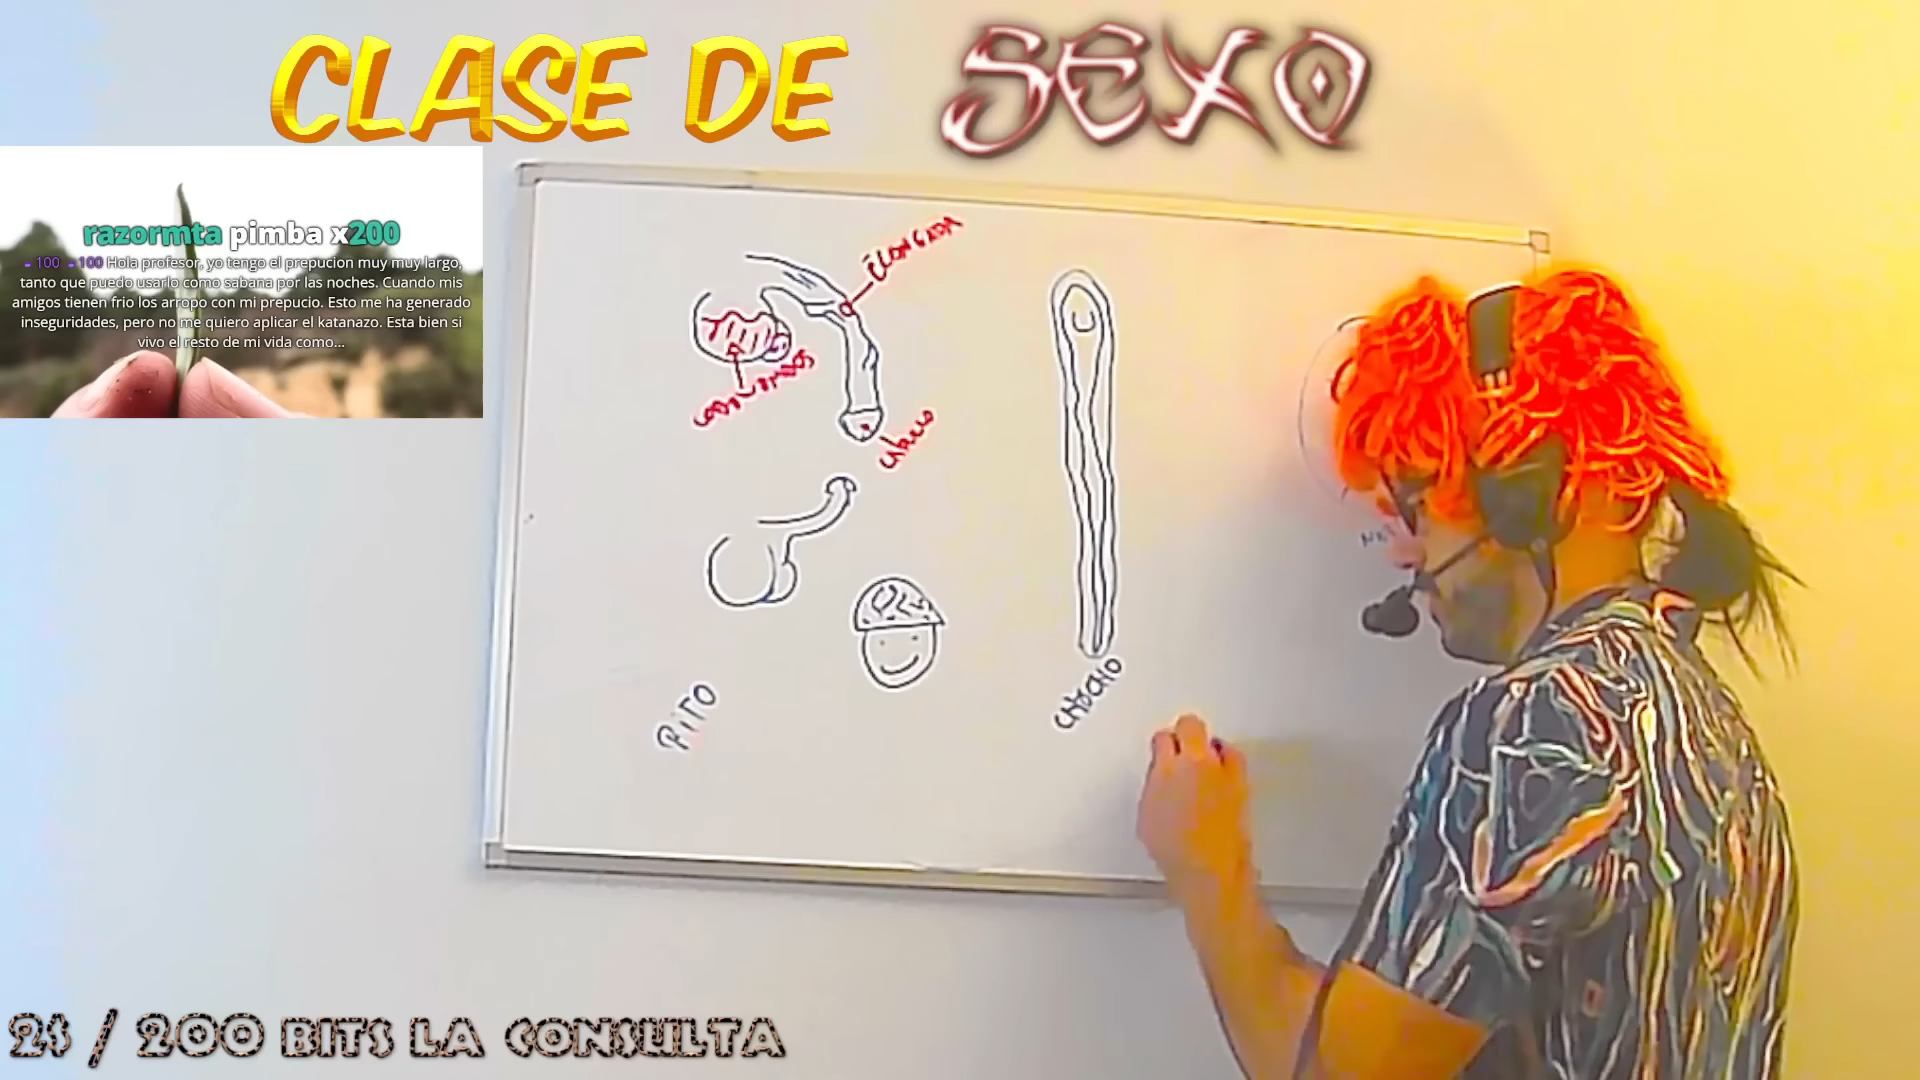 CLASE DE SEXO
razormta pimba x200
100 100 Hola profesor, yo tengo el prepucion muy muy largo,
tanto que puedo usarlo como sabana por las noches. Cuando mis
amigos tienen frio los arropo con mi prepucio. Esto me ha generado
inseguridades, pero no me quiero aplicar el katanazo. Esta bien si
vivo el resto de mi vida como...
PiTO
2$ / 200 BITS LA CONSULTA